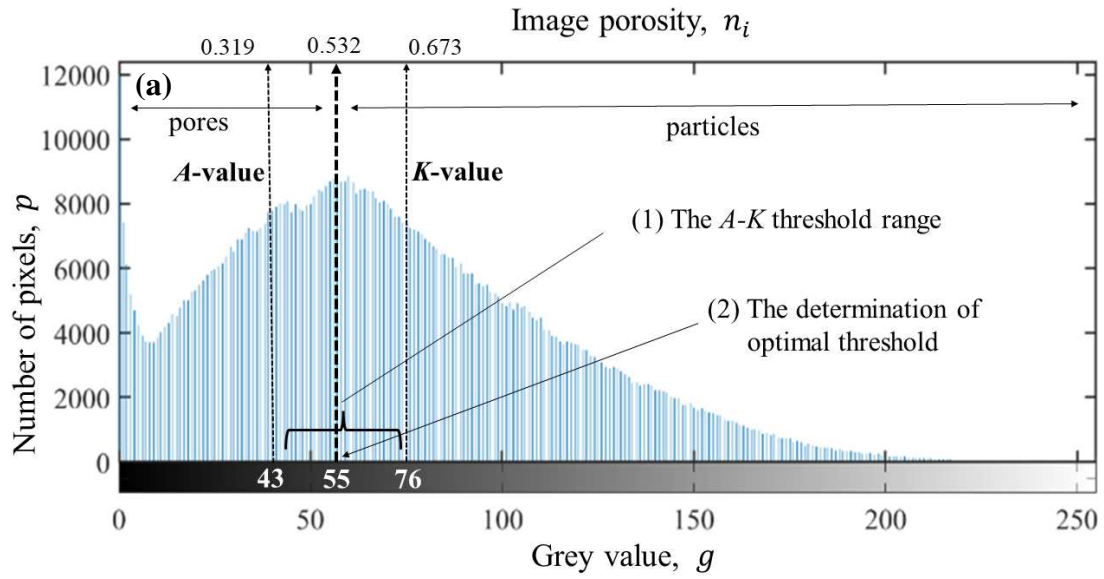 Image porosity, nᵢ
0.319 0.532 0.673
12000
(a)
pores
particles
10000
A-value
K-value
8000
(1) The A-K threshold range
6000
(2) The determination of
optimal threshold
4000
2000
0
Number of pixels, p
43 55 76
0 50 100 150 200 250
Grey value, g